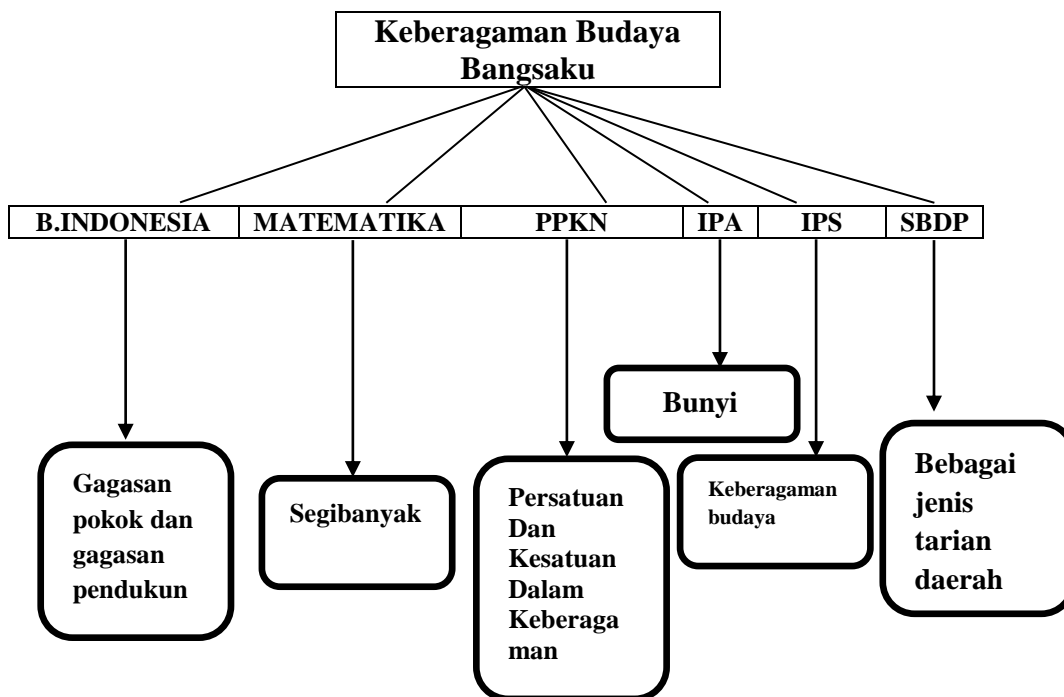 Keberagaman Budaya
Bangsaku
B.INDONESIA MATEMATIKA PPKN IPA IPS SBDP
Gagasan
pokok dan
gagasan
pendukun
Segibanyak
Persatuan
Dan
Kesatuan
Dalam
Keberaga
man
Bunyi
Keberagaman
budaya
Bebagai
jenis
tarian
daerah